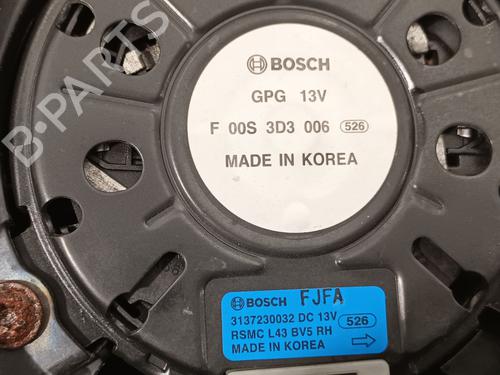 B-PARTS
BOSCH
GPG 13V
F 00S 3D3 006 526
MADE IN KOREA
BOSCH FJFA
3137230032 DC 13V
RSMC L43 BV5 RH 526
MADE IN KOREA